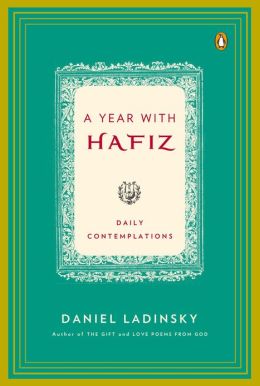 A YEAR WITH
HAFIZ
DAILY
CONTEMPLATIONS
DANIEL LADINSKY
Author of THE GIFT and LOVE POEMS FROM GOD